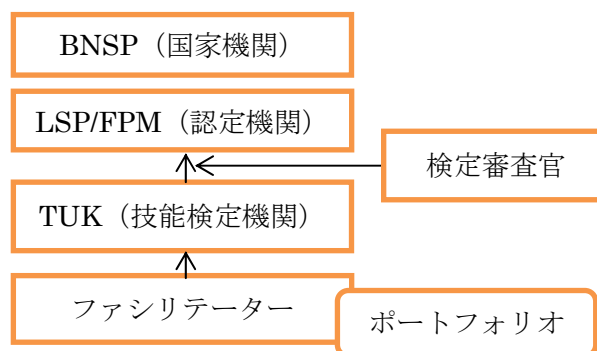 BNSP（国家機関）
LSP/FPM（認定機関）
検定審査官
TUK（技能検定機関）
ファシリテーター
ポートフォリオ